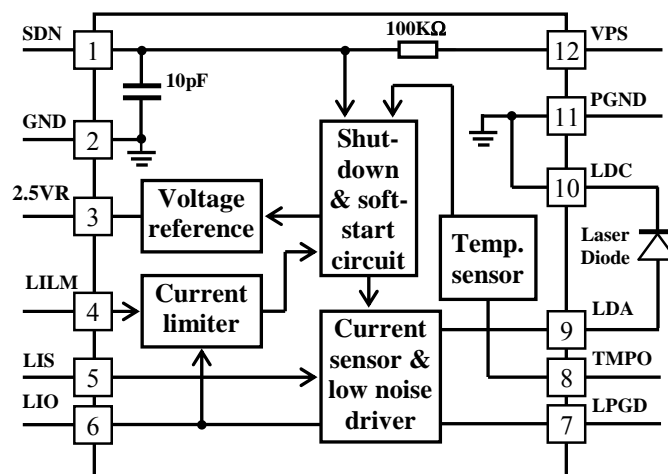 SDN
1
100KΩ
12
VPS
10pF
PGND
11
GND
2
Shut-
down
& soft-
start
circuit
LDC
10
2.5VR
3
Voltage
reference
Temp.
sensor
Laser
Diode
LILM
4
Current
limiter
Current
sensor &
low noise
driver
LDA
9
LIS
5
8
TMPO
LIO
6
7
LPGD